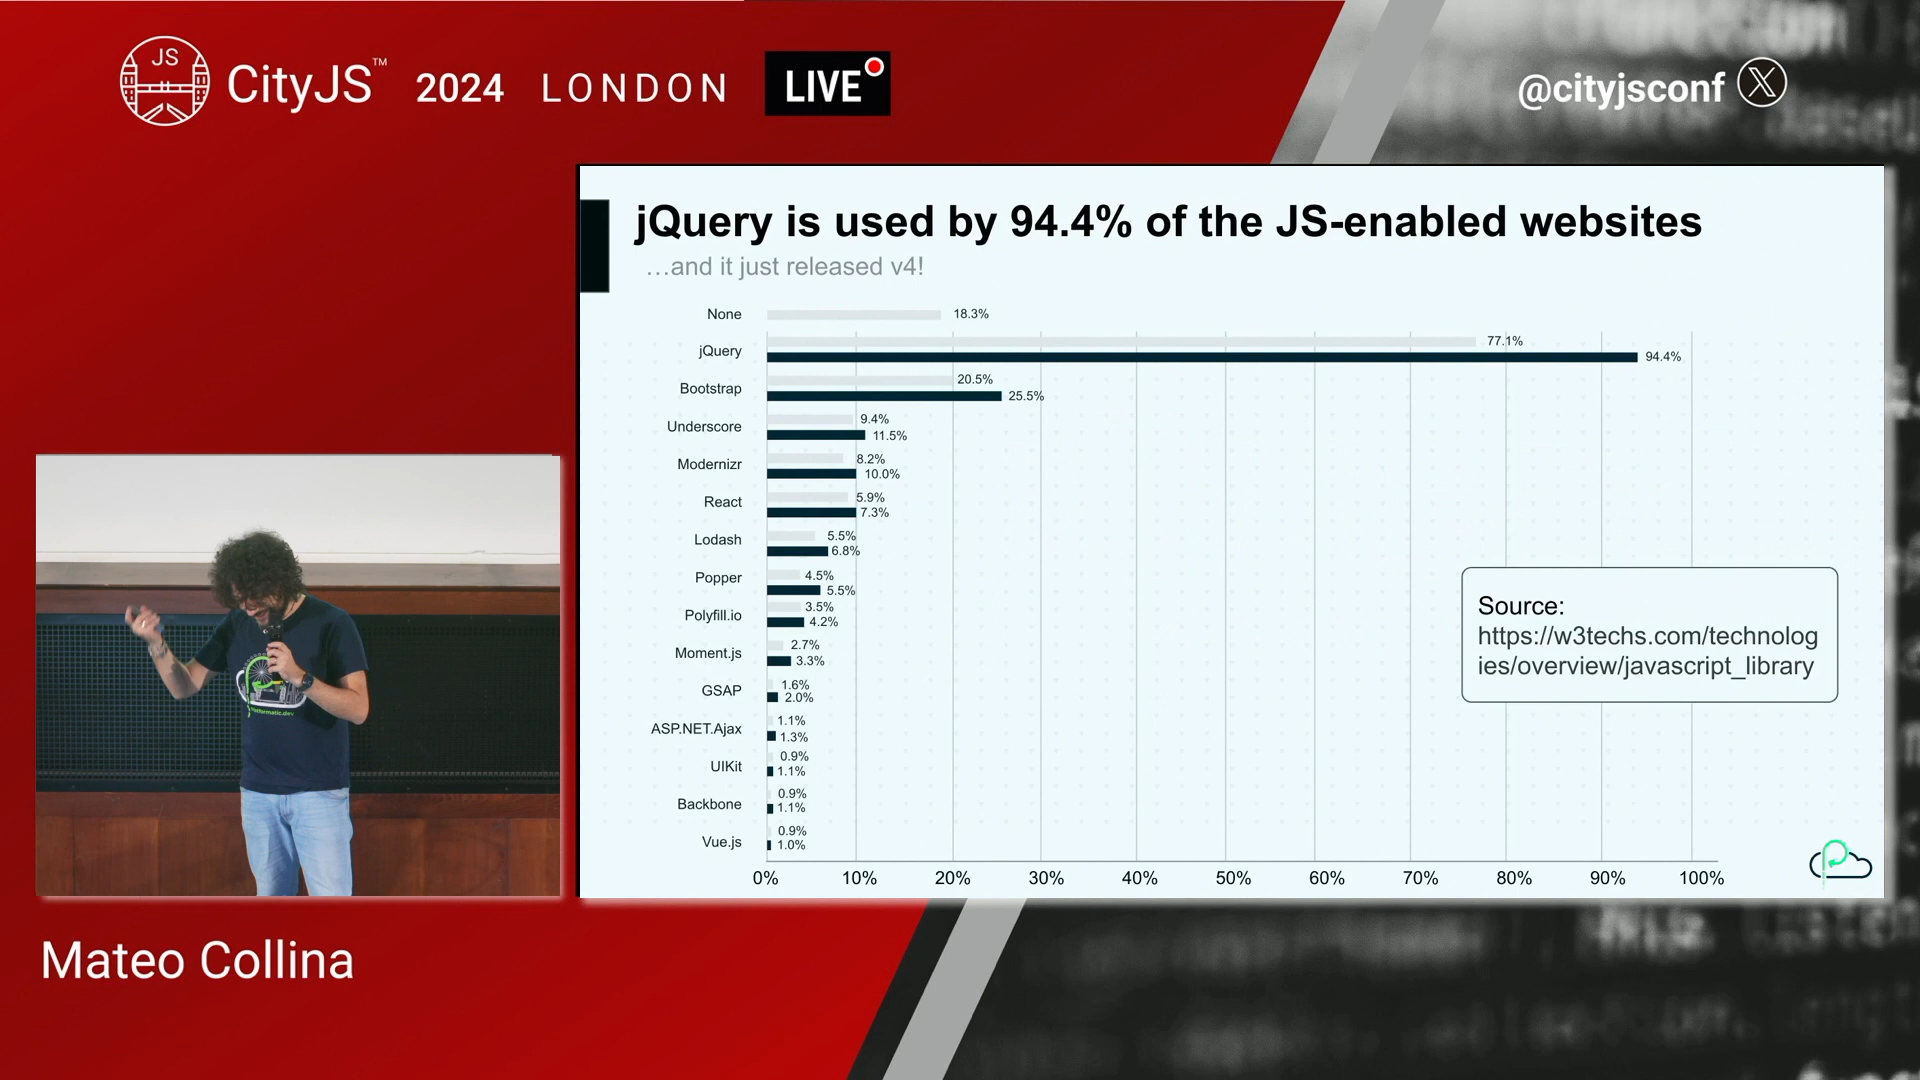 JS
CityJS™ 2024 LONDON LIVE
@cityjsconf X
jQuery is used by 94.4% of the JS-enabled websites
…and it just released v4!
None 18.3%
jQuery 77.1% 94.4%
Bootstrap 20.5% 25.5%
Underscore 9.4% 11.5%
Modernizr 8.2% 10.0%
React 5.9% 7.3%
Lodash 5.5% 6.8%
Popper 4.5% 5.5%
Polyfill.io 3.5% 4.2%
Moment.js 2.7% 3.3%
GSAP 1.6% 2.0%
ASP.NET.Ajax 1.1% 1.3%
UIKit 0.9% 1.1%
Backbone 0.9% 1.1%
Vue.js 0.9% 1.0%
0% 10% 20% 30% 40% 50% 60% 70% 80% 90% 100%
Source:
https://w3techs.com/technolog
ies/overview/javascript_library
Mateo Collina